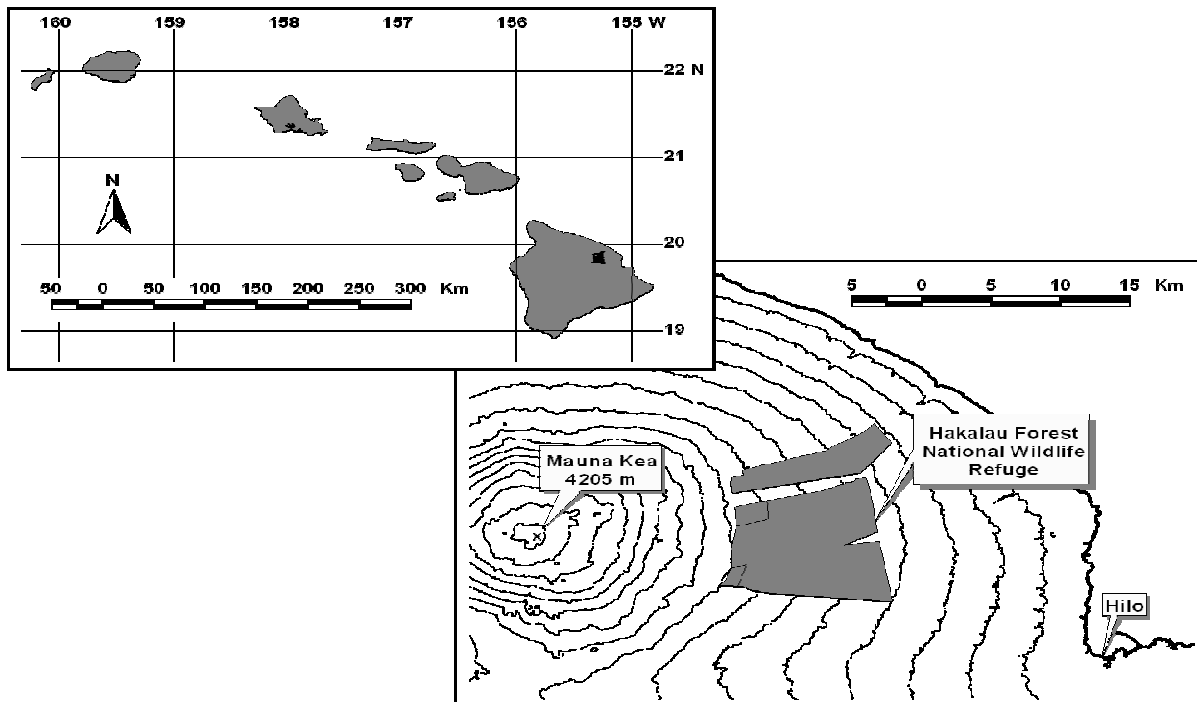 160 159 158 157 156 155 W
22 N
21
N
20
50 0 50 100 150 200 250 300 Km
19
5 0 5 10 15 Km
Hakalau Forest
National Wildlife
Refuge
Mauna Kea
4205 m
x
Hilo